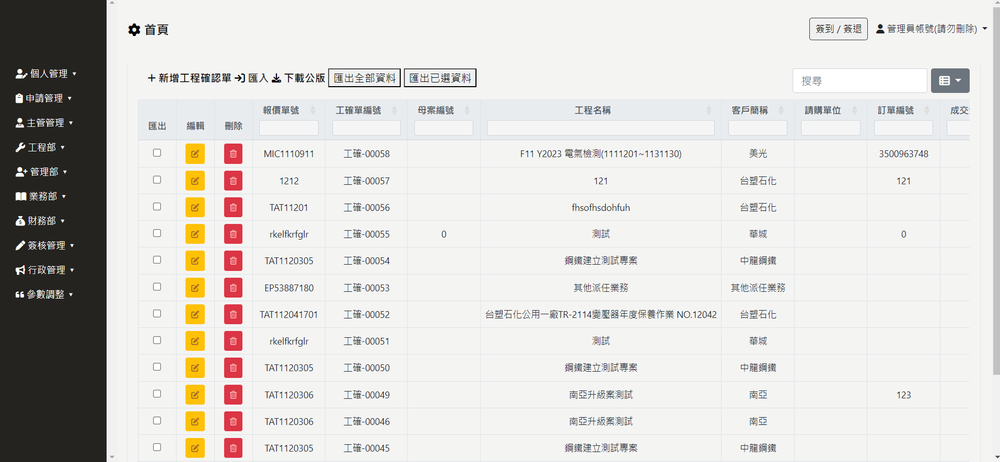 首頁
簽到 / 簽退
管理員帳號(請勿刪除)
個人管理
申請管理
主管管理
工程部
管理部
業務部
財務部
簽核管理
行政管理
參數調整
新增工程確認單 匯入 下載公版 匯出全部資料 匯出已選資料
搜尋
匯出 編輯 刪除 報價單號 工確單編號 母案編號 工程名稱 客戶簡稱 請購單位 訂單編號 成交
MIC1110911 工確-00058 F11 Y2023 電氣檢測(1111201~1131130) 美光 3500963748
1212 工確-00057 121 台塑石化 121
TAT11201 工確-00056 fhsofhsdohfuh 台塑石化
rkelfkrfglr 工確-00055 0 測試 華城 0
TAT1120305 工確-00054 鋼鐵建立測試專案 中龍鋼鐵
EP53887180 工確-00053 其他派任業務 其他派任業務
TAT112041701 工確-00052 台塑石化公用一廠TR-2114變壓器年度保養作業 NO.12042 台塑石化
rkelfkrfglr 工確-00051 測試 華城
TAT1120305 工確-00050 鋼鐵建立測試專案 中龍鋼鐵
TAT1120306 工確-00049 南亞升級案測試 南亞 123
TAT1120306 工確-00046 南亞升級案測試 南亞
TAT1120305 工確-00045 鋼鐵建立測試專案 中龍鋼鐵